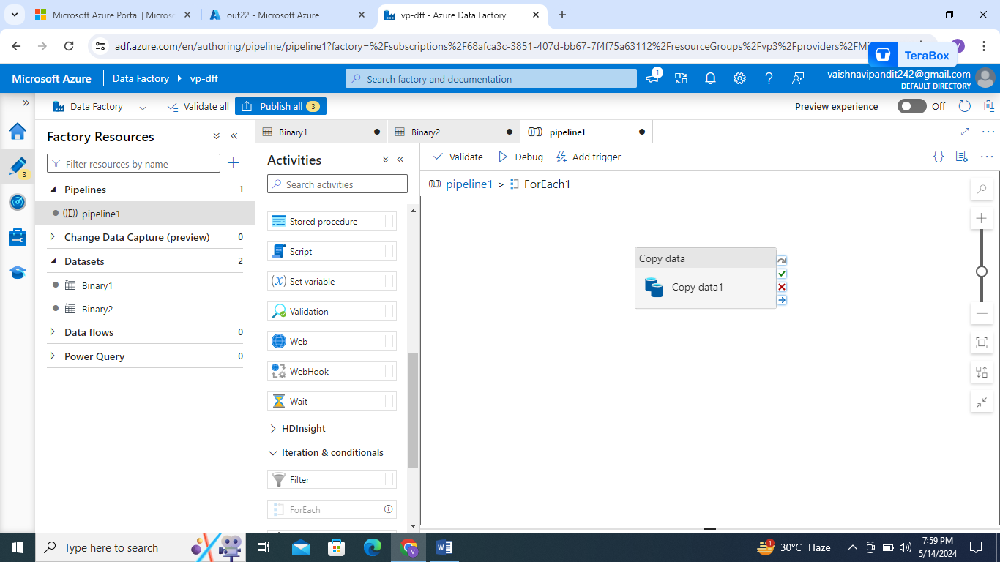 Microsoft Azure Portal | Micros
out22 - Microsoft Azure
vp-dff - Azure Data Factory
adf.azure.com/en/authoring/pipeline/pipeline1?factory=%2Fsubscriptions%2F68afca3c-3851-407d-bb67-7f4f75a63112%2FresourceGroups%2Fvp3%2Fproviders%2FMi
v
TeraBox
Microsoft Azure
Data Factory
vp-dff
Search factory and documentation
1
vaishnavipandit242@gmail.com
DEFAULT DIRECTORY
Data Factory
Validate all
Publish all 3
Preview experience
Off
3
Factory Resources
Filter resources by name
Pipelines 1
pipeline1
Change Data Capture (preview) 0
Datasets 2
Binary1
Binary2
Data flows 0
Power Query 0
Binary1
Binary2
pipeline1
Activities
Search activities
Stored procedure
Script
Set variable
Validation
Web
WebHook
Wait
HDInsight
Iteration & conditionals
Filter
ForEach
Validate
Debug
Add trigger
pipeline1 > ForEach1
Copy data
Copy data1
Type here to search
1
30°C Haze
7:59 PM
5/14/2024